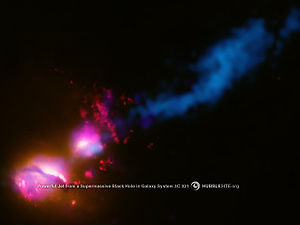 Powerful Jet from a Supermassive Black Hole in Galaxy System 3C 321 HUBBLESITE.org